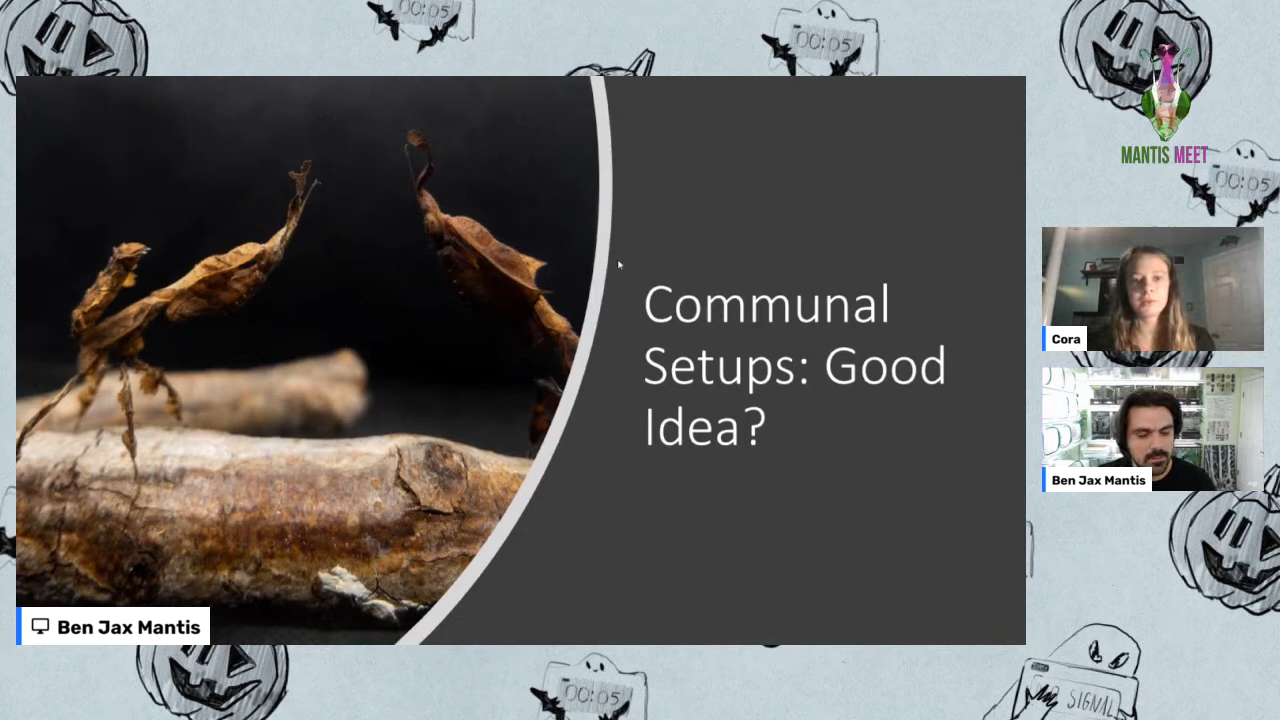 00:05
00:05
MANTIS MEET
00:05
Communal
Setups: Good
Idea?
Cora
Ben Jax Mantis
Ben Jax Mantis
00:05
SIGNAL